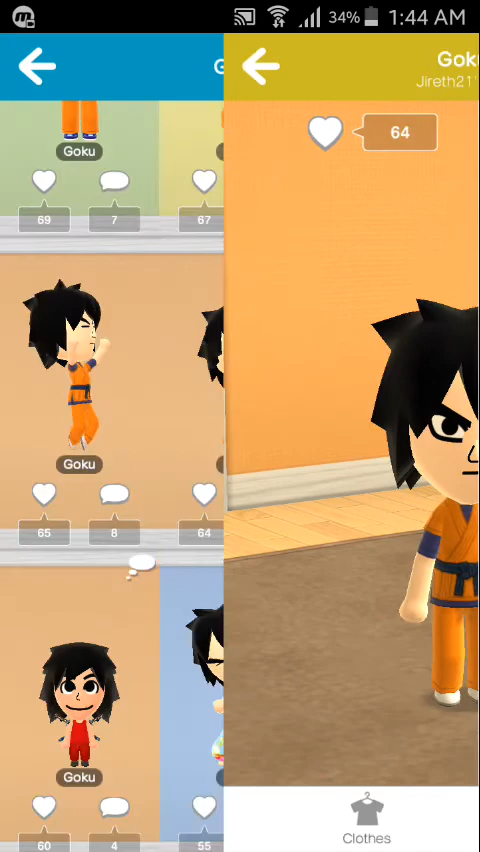 34% 1:44 AM
G
Goku
Jireth21'
64
Goku
69 7 67
Goku
65 8 64
Goku
60 4 55
Clothes